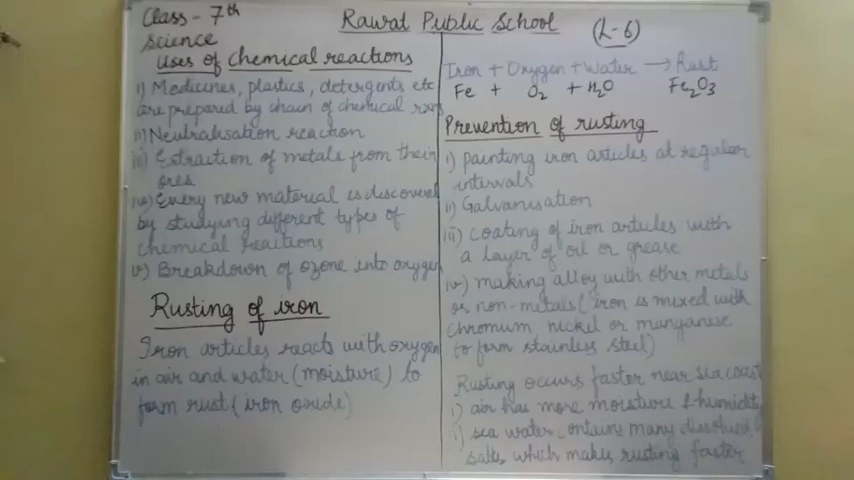 Class - 7th
Science
Rawat Public School
(L-6)
Uses of Chemical reactions
i) Medicines, plastics, detergents etc
are prepared by chain of chemical rxns
ii) Neutralisation reaction
iii) Extraction of metals from their
ores
iv) Every new material is discovered
by studying different types of
chemical reactions
v) Breakdown of ozone into oxygen
Rusting of iron
Iron articles reacts with oxygen
in air and water (moisture) to
form rust (iron oxide)
Iron + Oxygen + Water → Rust
Fe + O2 + H2O Fe2O3
Prevention of rusting
i) painting iron articles at regular
intervals
ii) Galvanisation
iii) coating of iron articles with
a layer of oil or grease
iv) making alloy with other metals
or non-metals (iron is mixed with
chromium, nickel or manganese
to form stainless steel)
Rusting occurs faster near sea coast
i) air has more moisture & humidity
i) sea water contains many dissolved
salts, which makes rusting faster